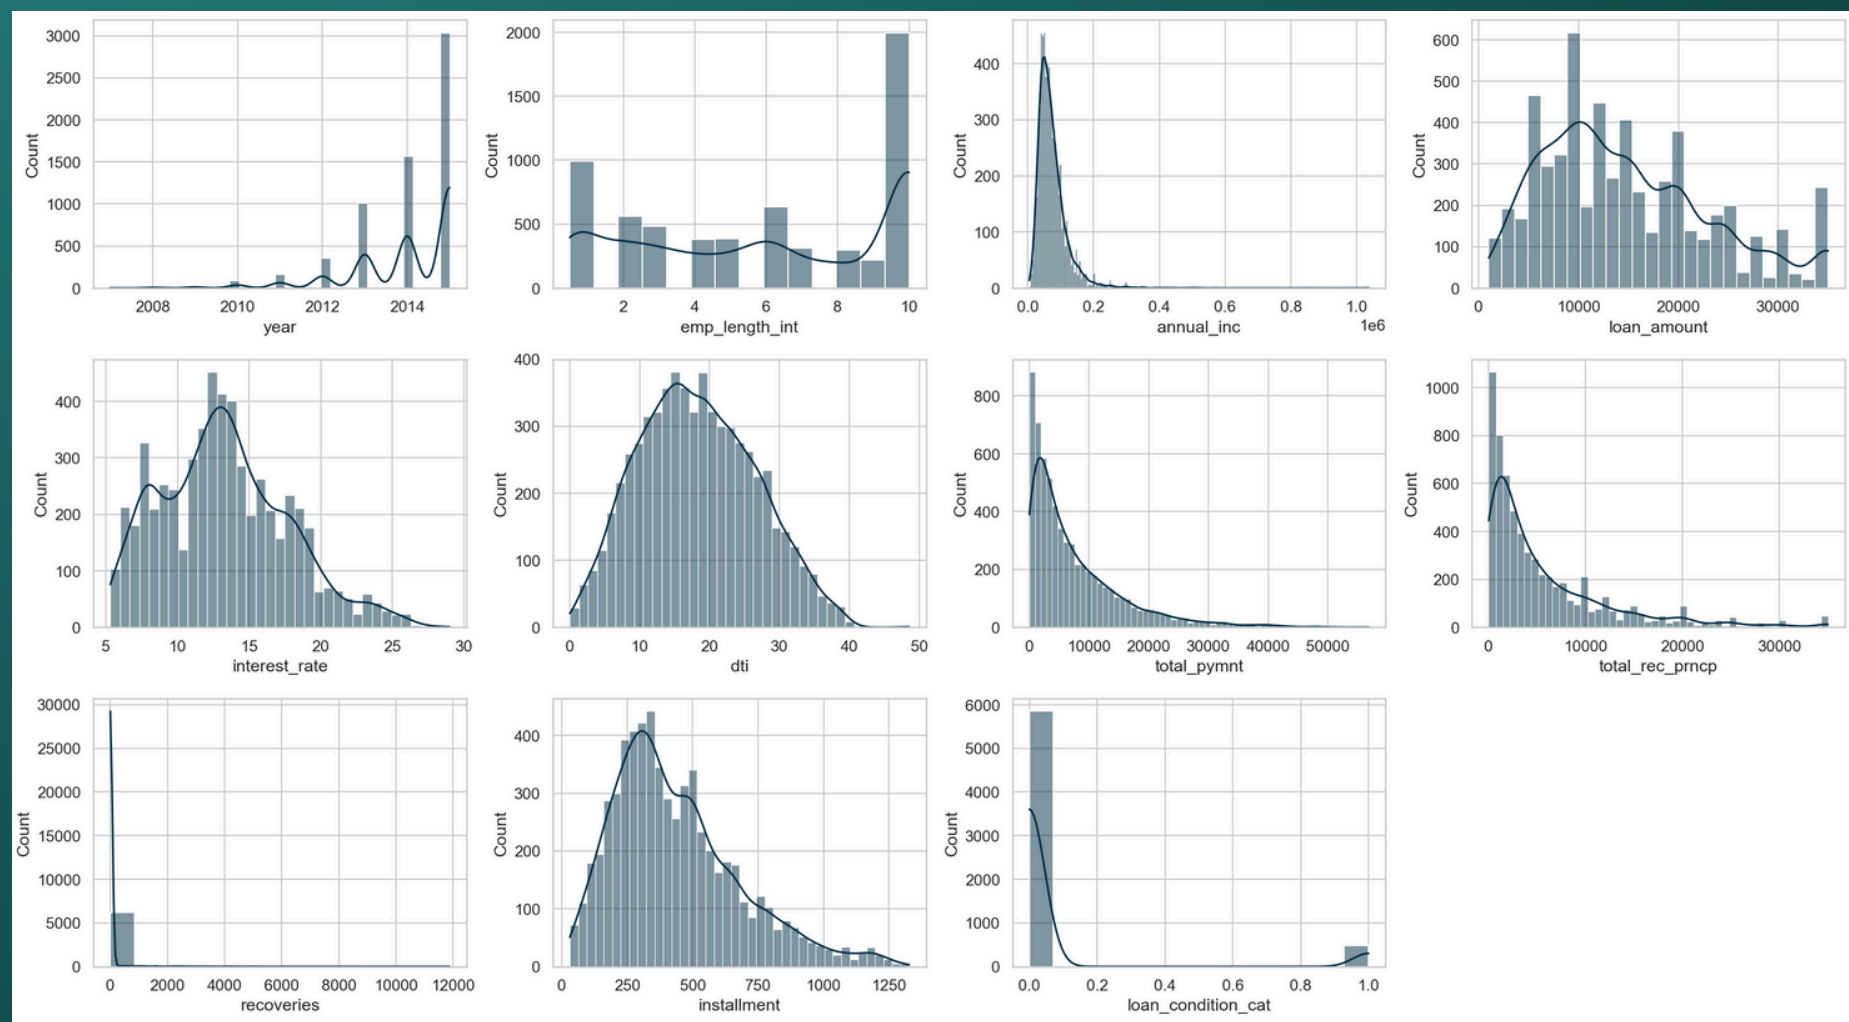 3000
2500
2000
1500
1000
500
0
Count
2008 2010 2012 2014
year
2000
1500
1000
500
0
Count
2 4 6 8 10
emp_length_int
400
300
200
100
0
Count
0.0 0.2 0.4 0.6 0.8 1.0
1e6
annual_inc
600
500
400
300
200
100
0
Count
10000 20000 30000
loan_amount
400
300
200
100
0
Count
5 10 15 20 25 30
interest_rate
400
300
200
100
0
Count
0 10 20 30 40 50
dti
800
600
400
200
0
Count
0 10000 20000 30000 40000 50000
total_pymnt
1000
800
600
400
200
0
Count
0 10000 20000 30000
total_rec_prncp
30000
25000
20000
15000
10000
5000
0
Count
0 2000 4000 6000 8000 10000 12000
recoveries
400
300
200
100
0
Count
0 250 500 750 1000 1250
installment
6000
5000
4000
3000
2000
1000
0
Count
0.0 0.2 0.4 0.6 0.8 1.0
loan_condition_cat